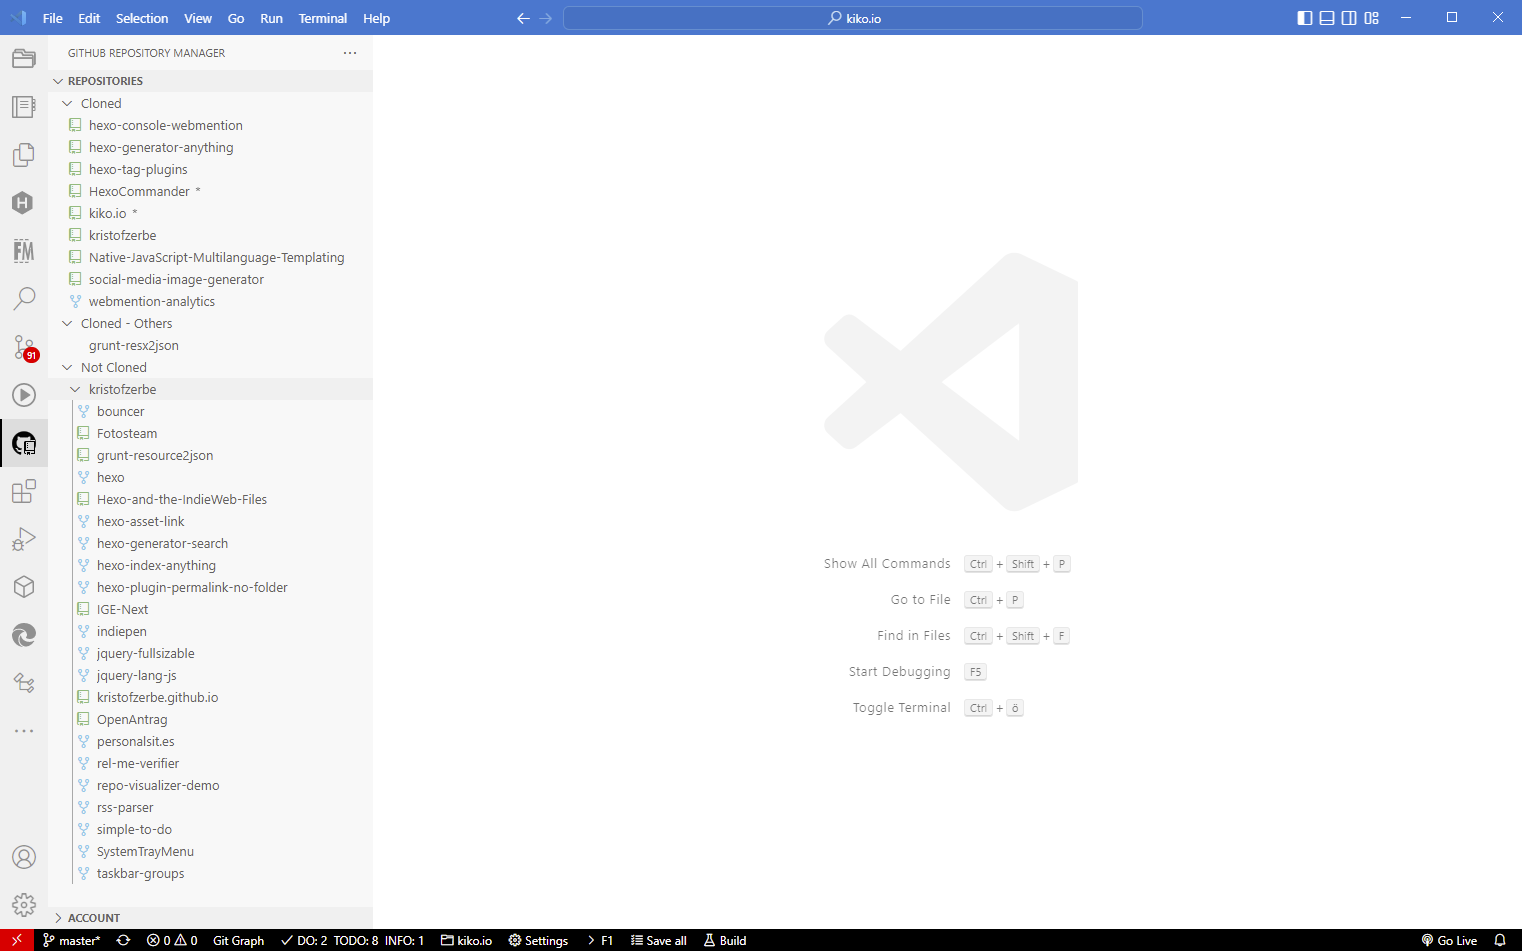 File Edit Selection View Go Run Terminal Help
kiko.io
GITHUB REPOSITORY MANAGER
REPOSITORIES
Cloned
hexo-console-webmention
hexo-generator-anything
hexo-tag-plugins
HexoCommander *
kiko.io *
kristofzerbe
Native-JavaScript-Multilanguage-Templating
social-media-image-generator
webmention-analytics
Cloned - Others
grunt-resx2json
Not Cloned
kristofzerbe
bouncer
Fotosteam
grunt-resource2json
hexo
Hexo-and-the-IndieWeb-Files
hexo-asset-link
hexo-generator-search
hexo-index-anything
hexo-plugin-permalink-no-folder
IGE-Next
indiepen
jquery-fullsizable
jquery-lang-js
kristofzerbe.github.io
OpenAntrag
personalsit.es
rel-me-verifier
repo-visualizer-demo
rss-parser
simple-to-do
SystemTrayMenu
taskbar-groups
ACCOUNT
H
FM
91
Show All Commands Ctrl + Shift + P
Go to File Ctrl + P
Find in Files Ctrl + Shift + F
Start Debugging F5
Toggle Terminal Ctrl + ö
master* 0 0 Git Graph DO: 2 TODO: 8 INFO: 1 kiko.io Settings F1 Save all Build Go Live